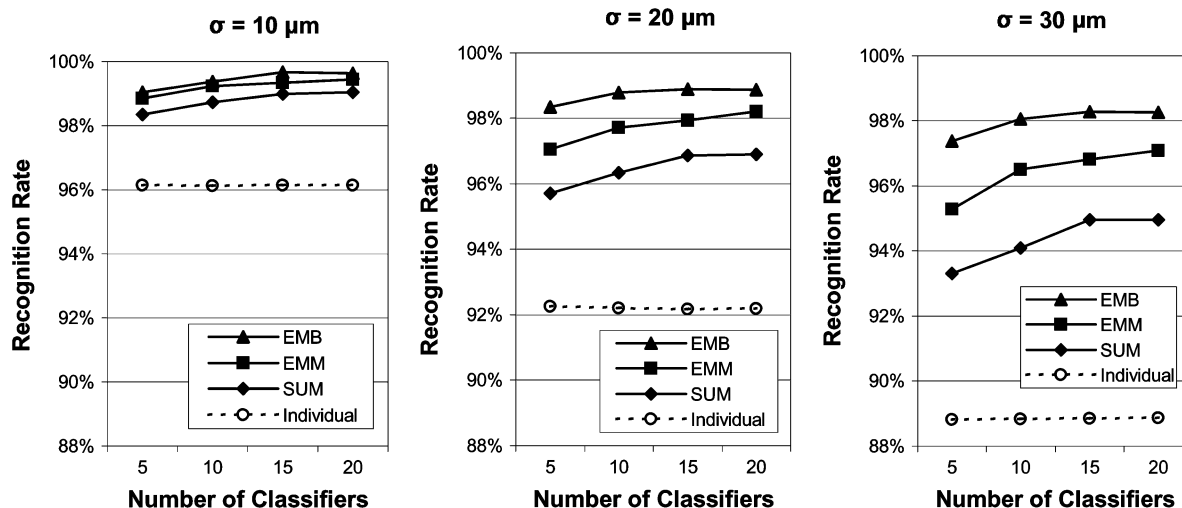 σ = 10 µm
100%
98%
96%
94%
92%
90%
88%
Recognition Rate
EMB
EMM
SUM
Individual
5 10 15 20
Number of Classifiers
σ = 20 µm
100%
98%
96%
94%
92%
90%
88%
Recognition Rate
EMB
EMM
SUM
Individual
5 10 15 20
Number of Classifiers
σ = 30 µm
100%
98%
96%
94%
92%
90%
88%
Recognition Rate
EMB
EMM
SUM
Individual
5 10 15 20
Number of Classifiers